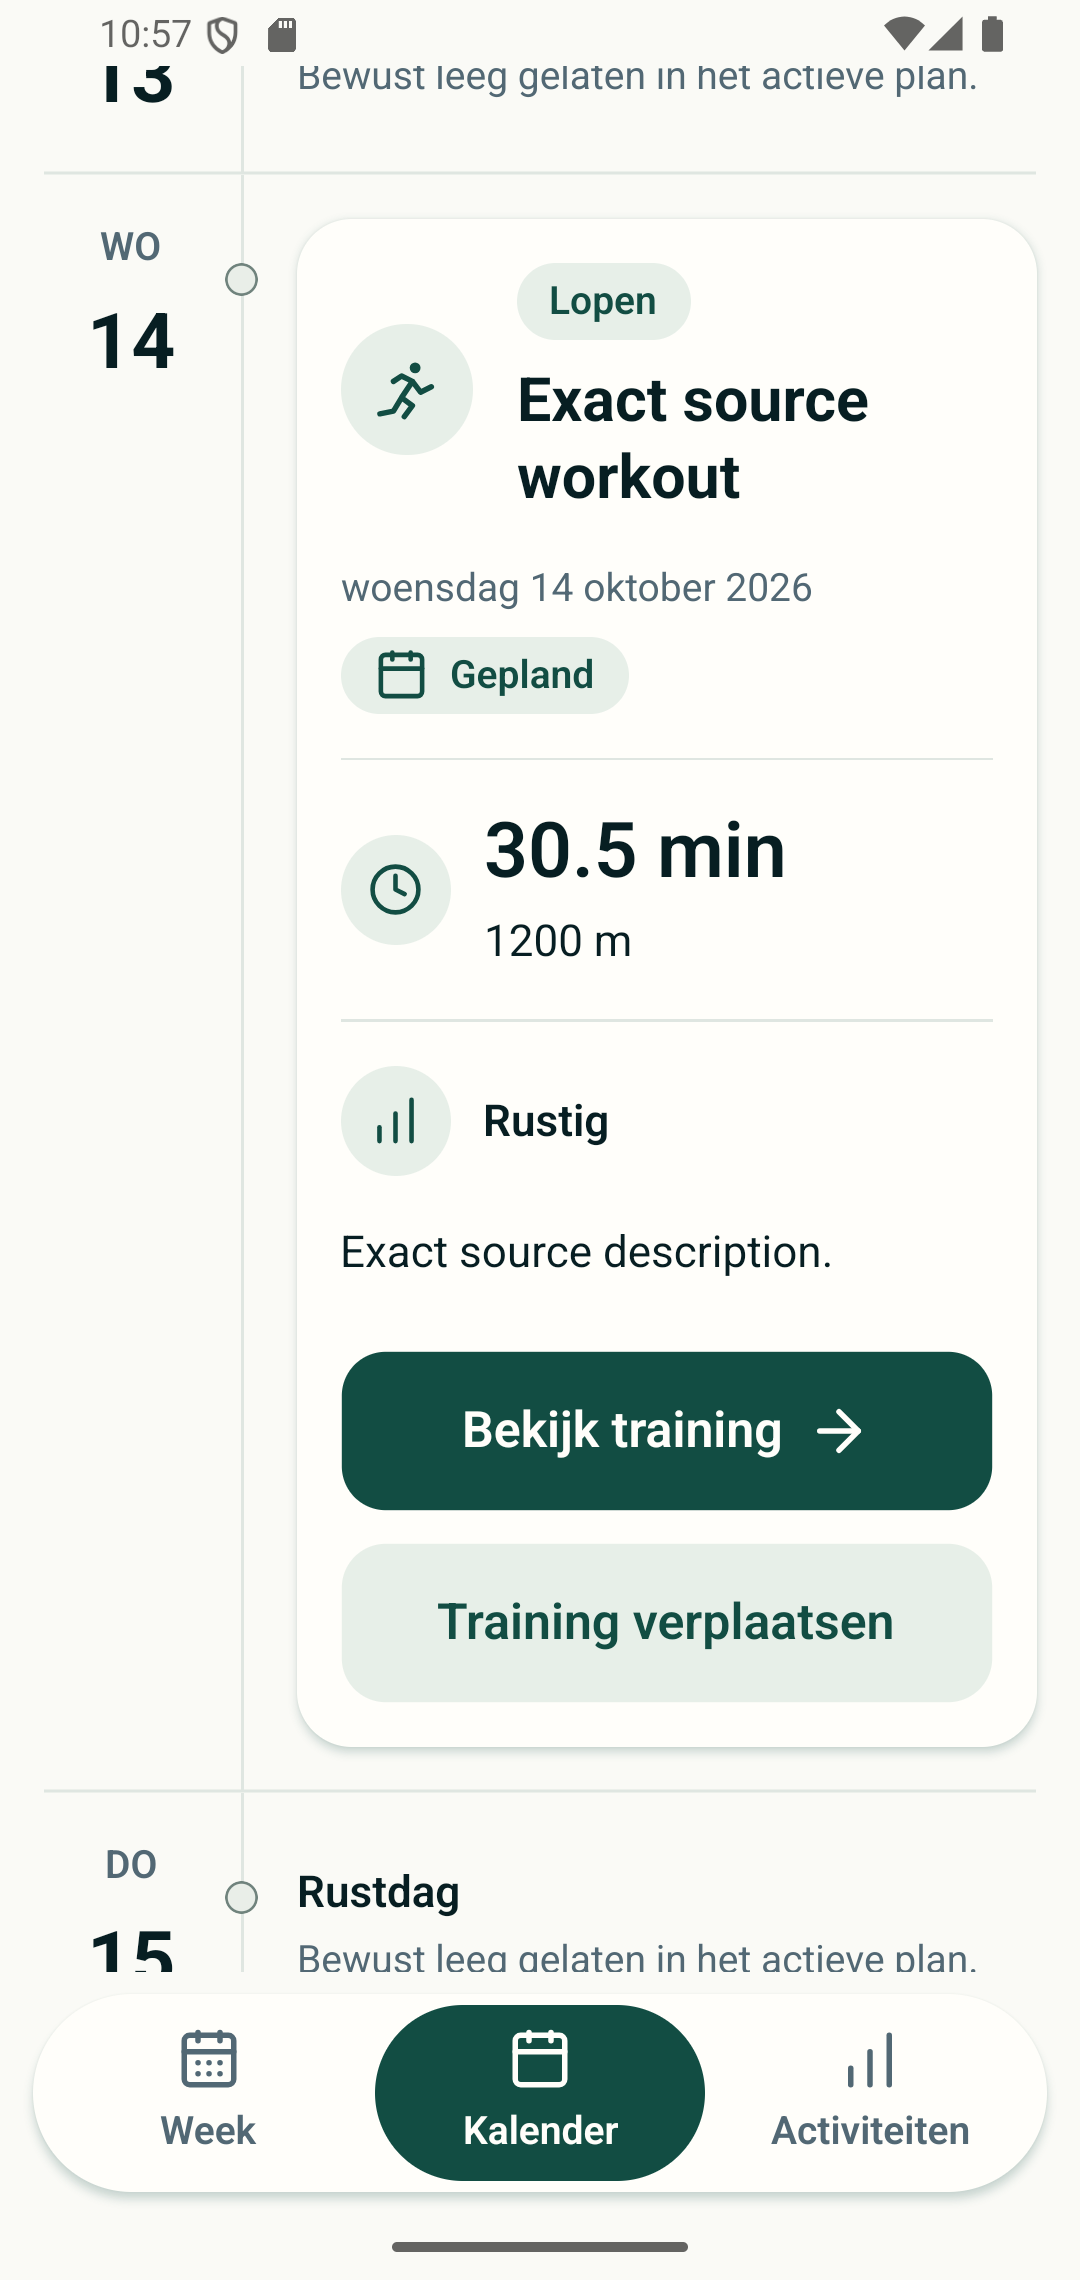 10:57
13
Bewust leeg gelaten in het actieve plan.
WO
14
Lopen
Exact source
workout
woensdag 14 oktober 2026
Gepland
30.5 min
1200 m
Rustig
Exact source description.
Bekijk training
Training verplaatsen
DO
15
Rustdag
Bewust leeg gelaten in het actieve plan.
Week
Kalender
Activiteiten